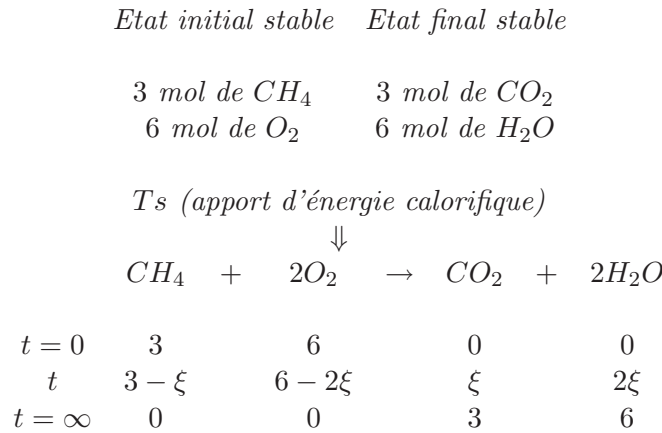 Etat initial stable Etat final stable
3 mol de CH₄ 3 mol de CO₂
6 mol de O₂ 6 mol de H₂O
Ts (apport d'énergie calorifique)
⇓
CH₄ + 2O₂ → CO₂ + 2H₂O
t = 0 3 6 0 0
t 3 − ξ 6 − 2ξ ξ 2ξ
t = ∞ 0 0 3 6